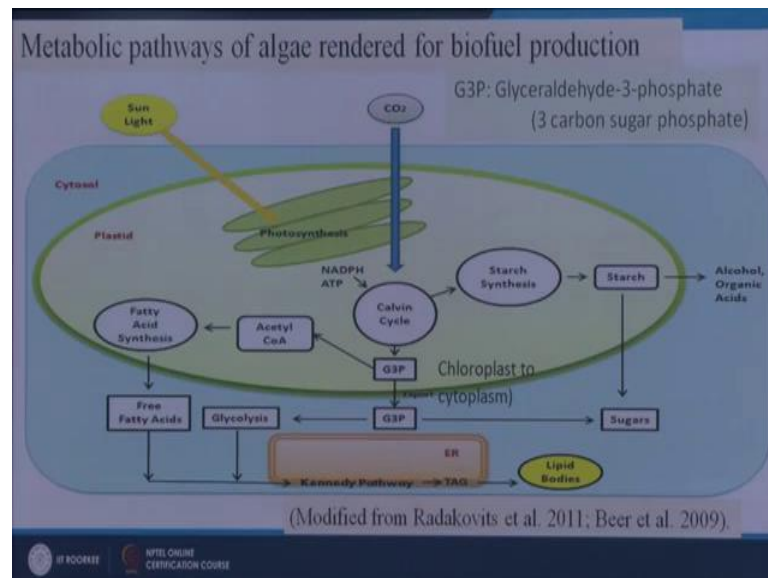 Metabolic pathways of algae rendered for biofuel production
G3P: Glyceraldehyde-3-phosphate
(3 carbon sugar phosphate)
Sun
Light
CO₂
Cytosol
Plastid
Photosynthesis
NADPH
ATP
Starch
Synthesis
Starch
Alcohol,
Organic
Acids
Fatty
Acid
Synthesis
Acetyl
CoA
Calvin
Cycle
G3P
Chloroplast to
cytoplasm)
Free
Fatty Acids
Glycolysis
G3P
Sugars
ER
Kennedy Pathway
TAG
Lipid
Bodies
(Modified from Radakovits et al. 2011; Beer et al. 2009).
IIT ROORKEE
NPTEL ONLINE
CERTIFICATION COURSE